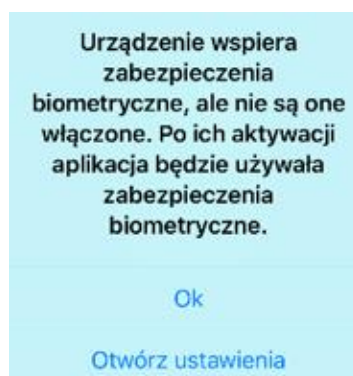 Urządzenie wspiera
zabezpieczenia
biometryczne, ale nie są one
włączone. Po ich aktywacji
aplikacja będzie używała
zabezpieczenia
biometryczne.
Ok
Otwórz ustawienia